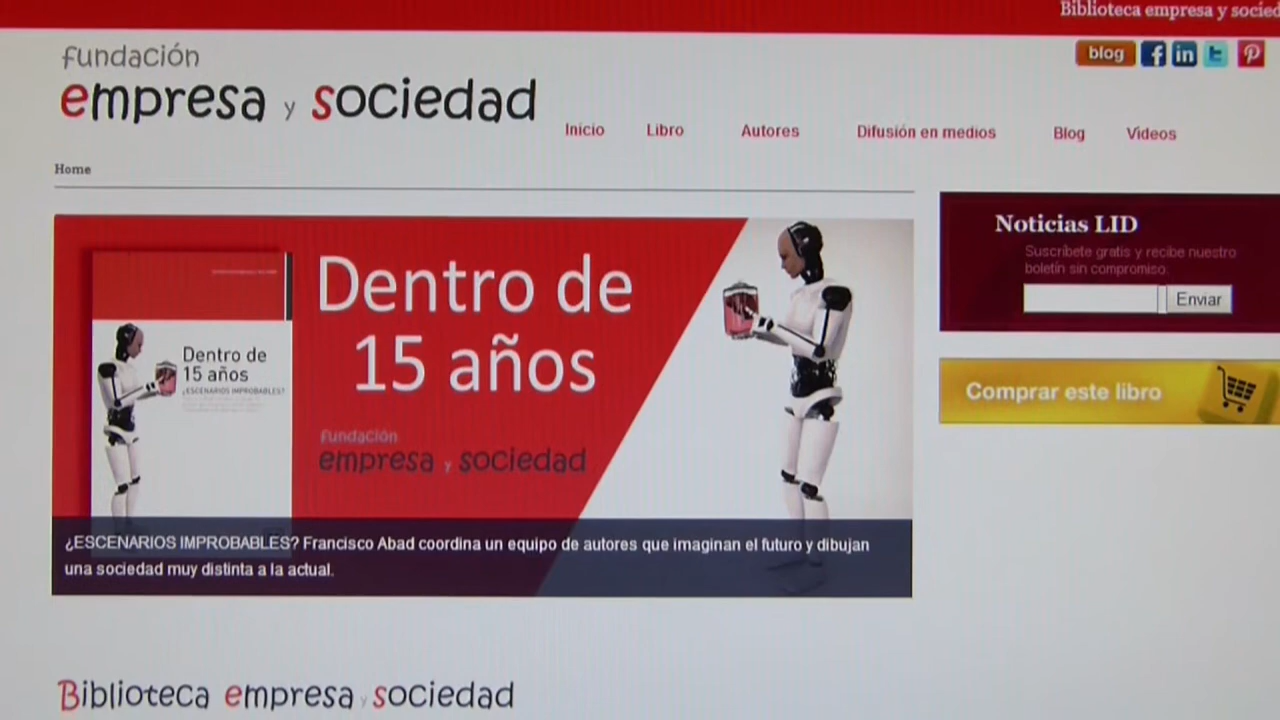 Biblioteca empresa y
fundación
empresa y sociedad
blog
Inicio Libro Autores Difusión en medios Blog Videos
Home
Noticias LID
Suscríbete gratis y recibe nuestro
boletín sin compromiso.
Enviar
Comprar este libro
Dentro de
15 años
fundación
empresa y sociedad
Dentro de
15 años
¿ESCENARIOS IMPROBABLES?
¿ESCENARIOS IMPROBABLES? Francisco Abad coordina un equipo de autores que imaginan el futuro y dibujan
una sociedad muy distinta a la actual.
Biblioteca empresa y sociedad